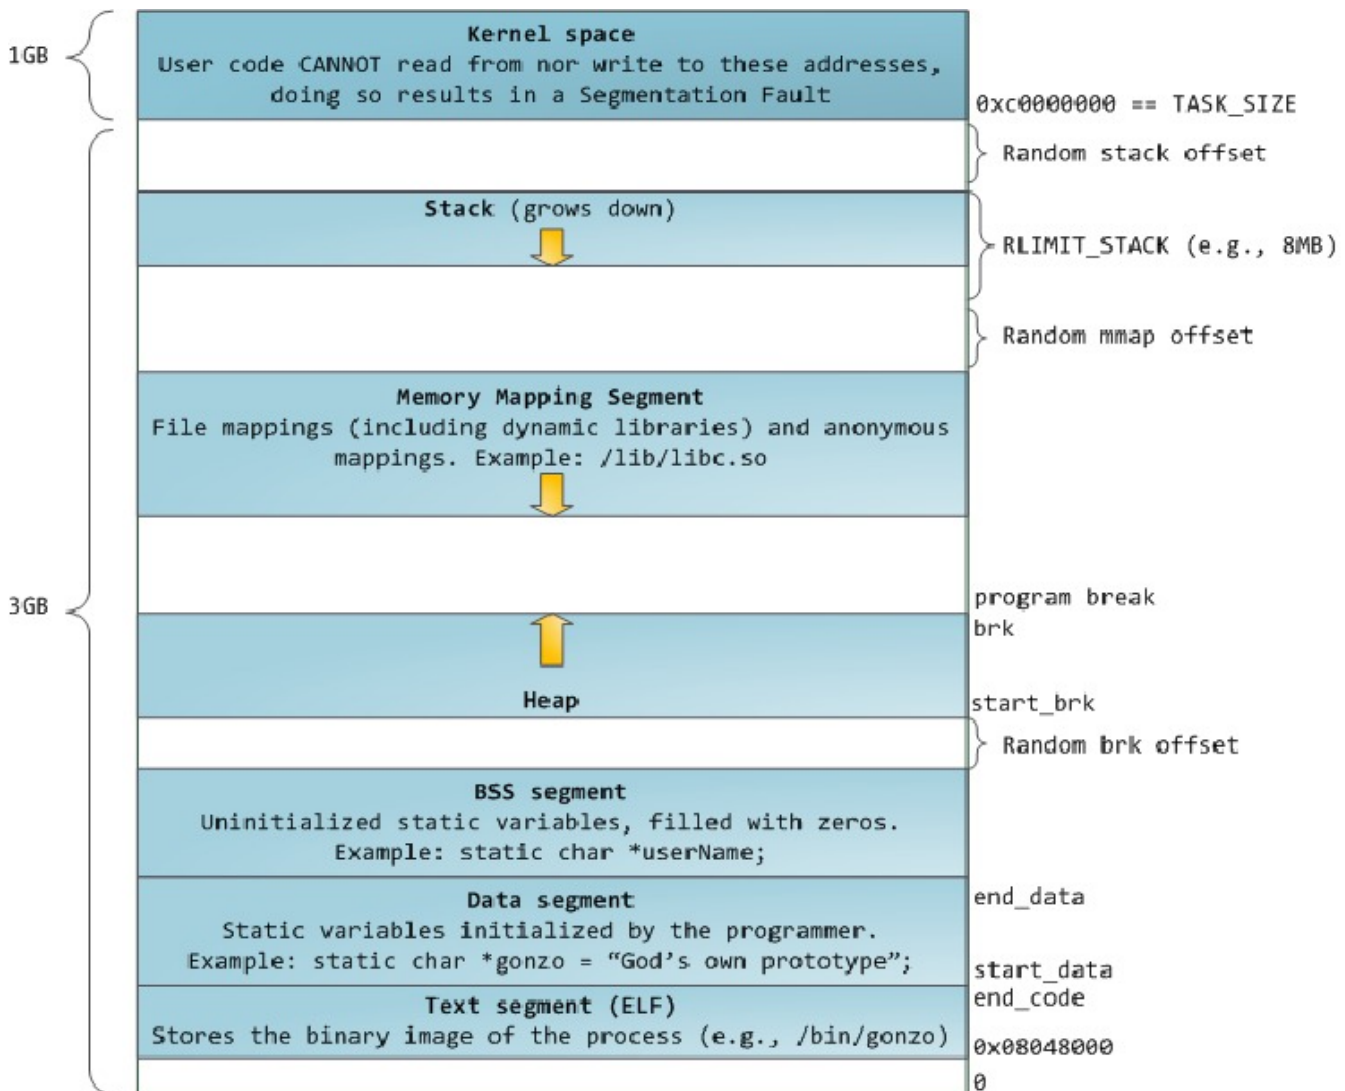 Kernel space
1GB
User code CANNOT read from nor write to these addresses,
doing so results in a Segmentation Fault
0xc0000000 == TASK_SIZE
Random stack offset
Stack (grows down)
RLIMIT_STACK (e.g., 8MB)
Random mmap offset
Memory Mapping Segment
File mappings (including dynamic libraries) and anonymous
mappings. Example: /lib/libc.so
program break
3GB
brk
Heap
start_brk
Random brk offset
BSS segment
Uninitialized static variables, filled with zeros.
Example: static char *userName;
Data segment
end_data
Static variables initialized by the programmer.
Example: static char *gonzo = “God’s own prototype”;
start_data
end_code
Text segment (ELF)
Stores the binary image of the process (e.g., /bin/gonzo)
0x08048000
0